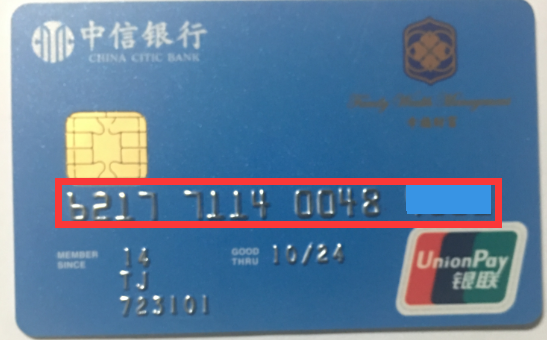 中信银行
CHINA CITIC BANK
6217 7114 0048
MEMBER SINCE 14
GOOD THRU 10/24
TJ
723101
UnionPay
银联